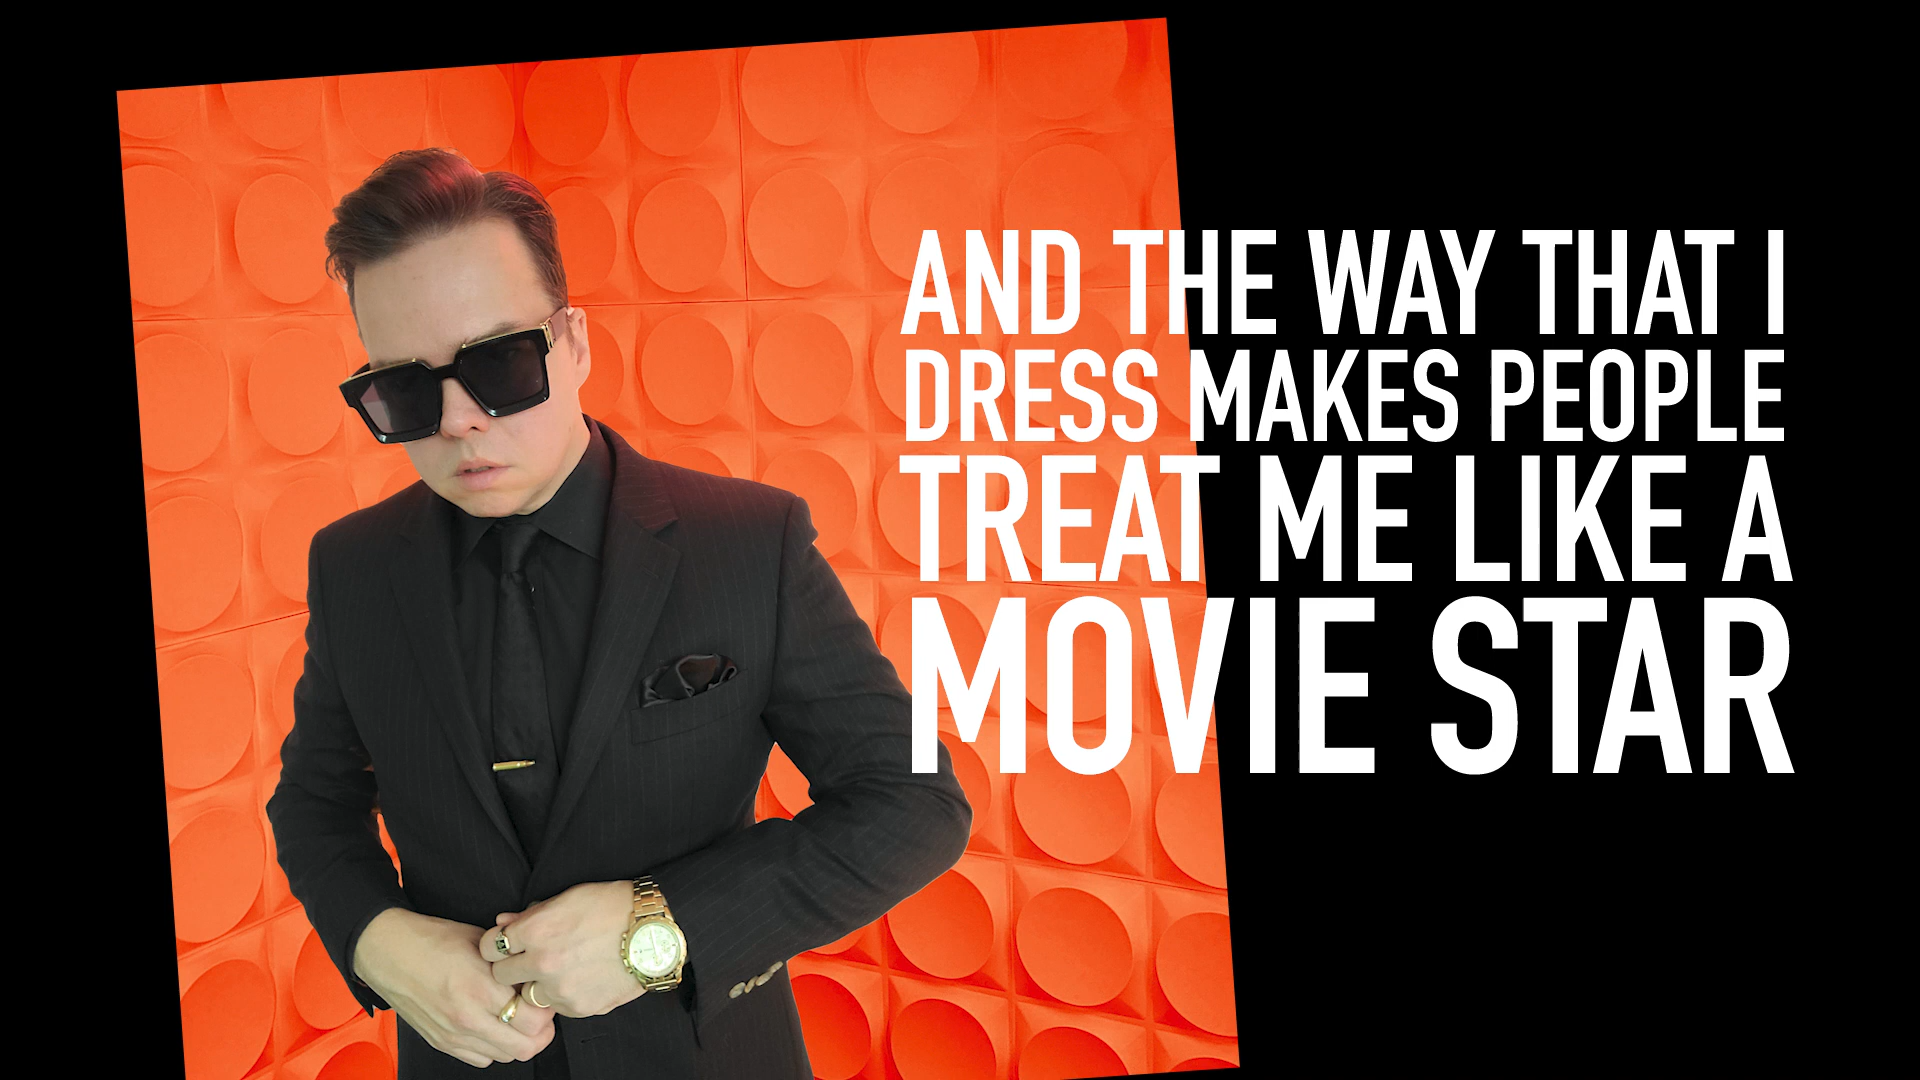 AND THE WAY THAT I
DRESS MAKES PEOPLE
TREAT ME LIKE A
MOVIE STAR